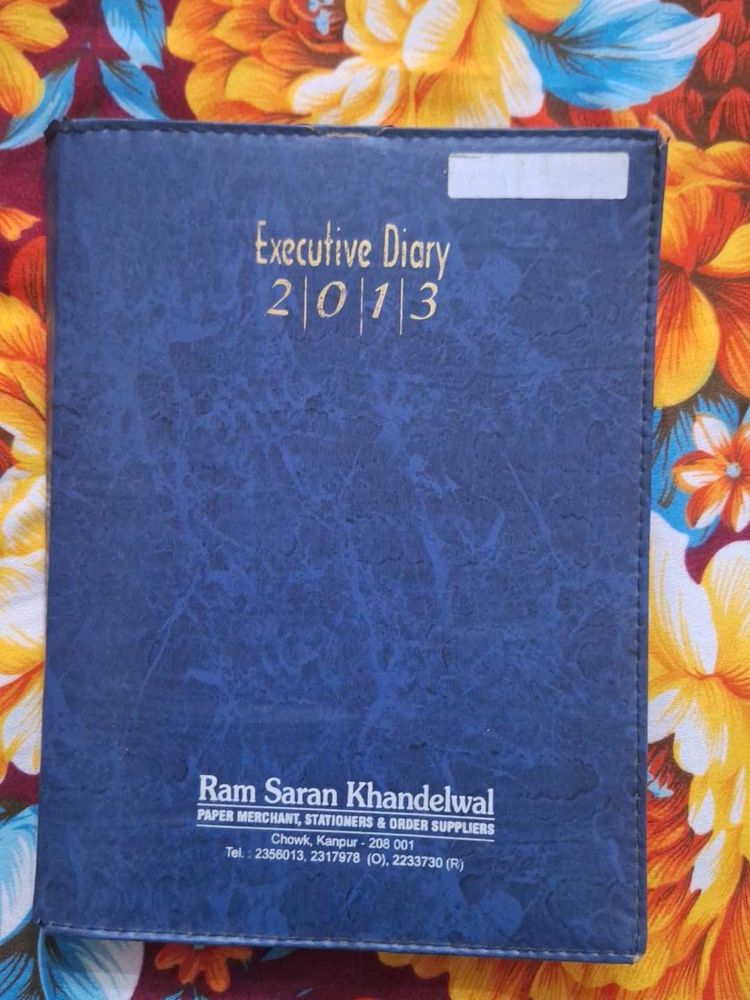 Executive Diary
2|0|1|3
Ram Saran Khandelwal
PAPER MERCHANT, STATIONERS & ORDER SUPPLIERS
Chowk, Kanpur - 208 001
Tel. : 2356013, 2317978 (O), 2233730 (R)